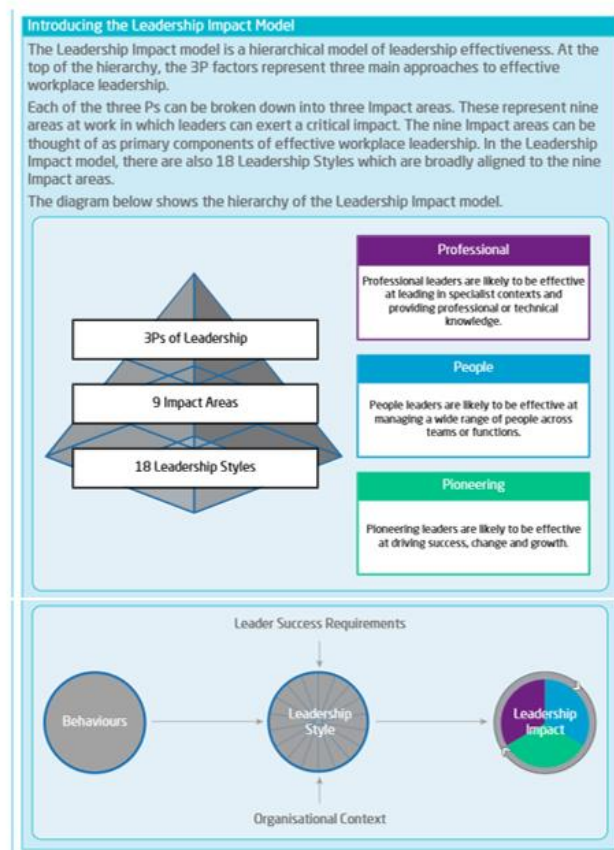 Introducing the Leadership Impact Model
The Leadership Impact model is a hierarchical model of leadership effectiveness. At the
top of the hierarchy, the 3P factors represent three main approaches to effective
workplace leadership.
Each of the three Ps can be broken down into three Impact areas. These represent nine
areas at work in which leaders can exert a critical impact. The nine Impact areas can be
thought of as primary components of effective workplace leadership. In the Leadership
Impact model, there are also 18 Leadership Styles which are broadly aligned to the nine
Impact areas.
The diagram below shows the hierarchy of the Leadership Impact model.
3Ps of Leadership
9 Impact Areas
18 Leadership Styles
Professional
Professional leaders are likely to be effective
at leading in specialist contexts and
providing professional or technical
knowledge.
People
People leaders are likely to be effective at
managing a wide range of people across
teams or functions.
Pioneering
Pioneering leaders are likely to be effective
at driving success, change and growth.
Leader Success Requirements
Behaviours
Leadership
Style
Leadership
Impact
Organisational Context